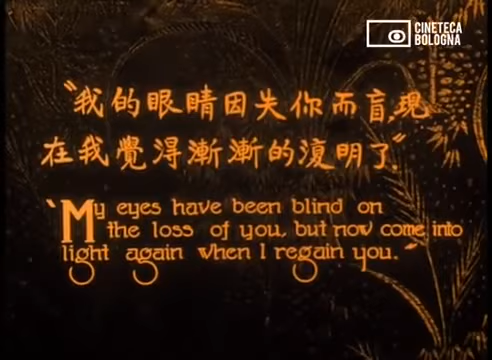 CINETECA
BOLOGNA
“我的眼睛因失你而盲,現
在我覺得漸漸的復明了”
“My eyes have been blind on
the loss of you, but now come into
light again when I regain you.”